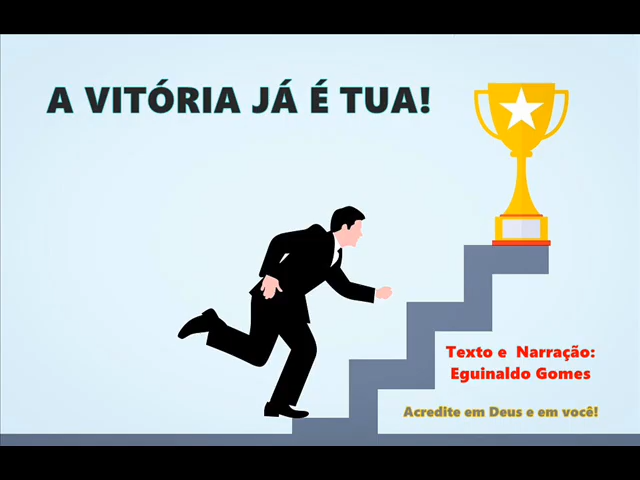 A VITÓRIA JÁ É TUA!
Texto e Narração:
Eguinaldo Gomes
Acredite em Deus e em você!